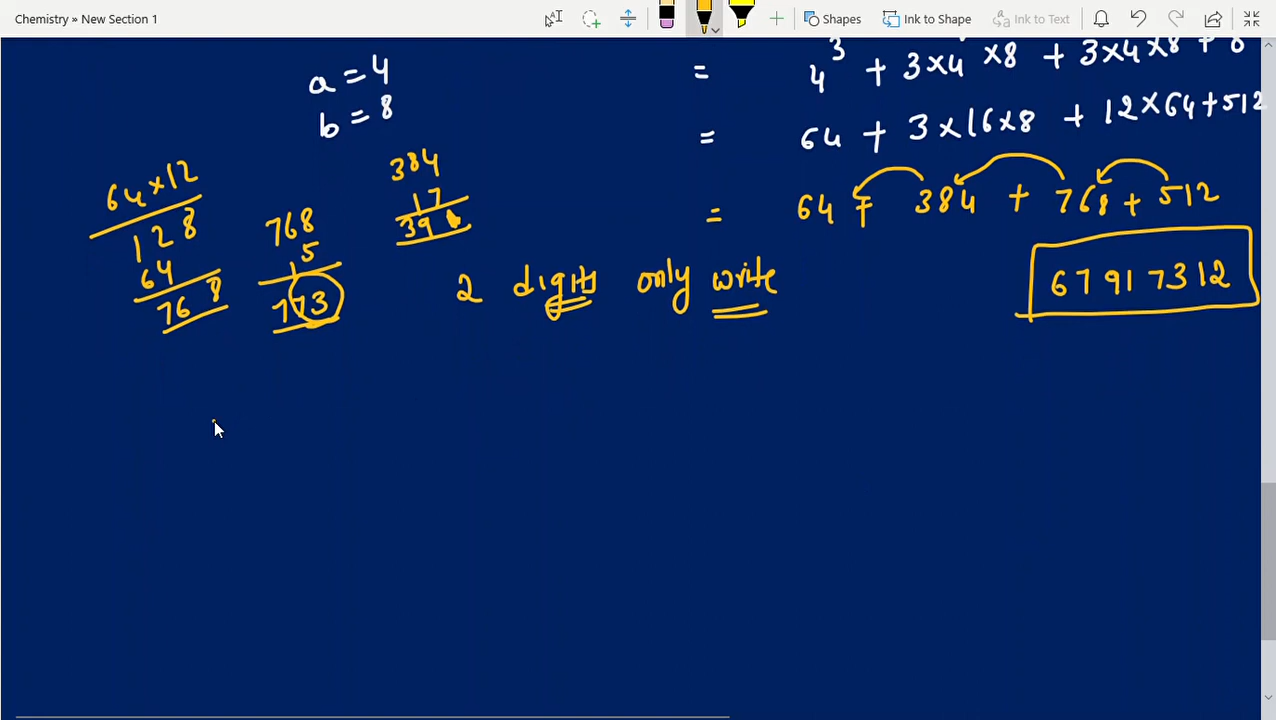 Chemistry » New Section 1
Shapes
Ink to Shape
Ink to Text
a = 4
b = 8
= 4³ + 3×4 ×8 + 3×4×8 +
= 64 + 3×16×8 + 12×64+512
= 64 + 384 + 768 + 512
67917312
64×12
128
64
768
768
5
773
384
17
39
2 digits only write